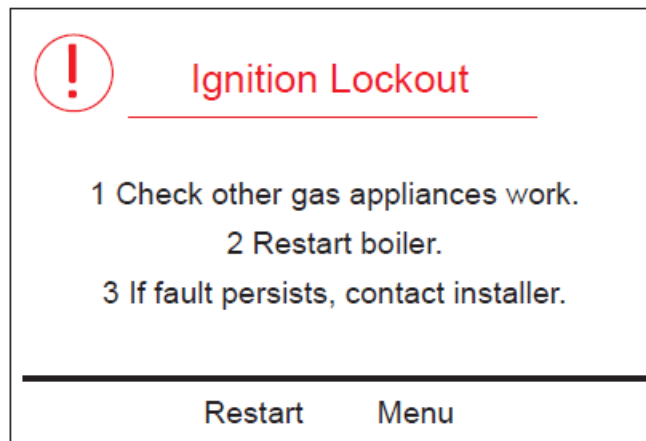 !
Ignition Lockout
1 Check other gas appliances work.
2 Restart boiler.
3 If fault persists, contact installer.
Restart Menu